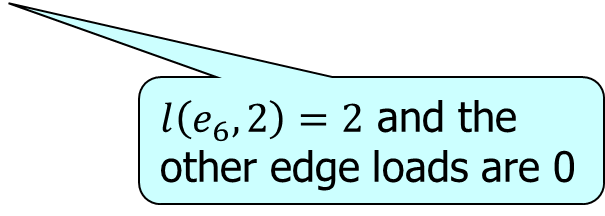 l(e₆, 2) = 2 and the
other edge loads are 0